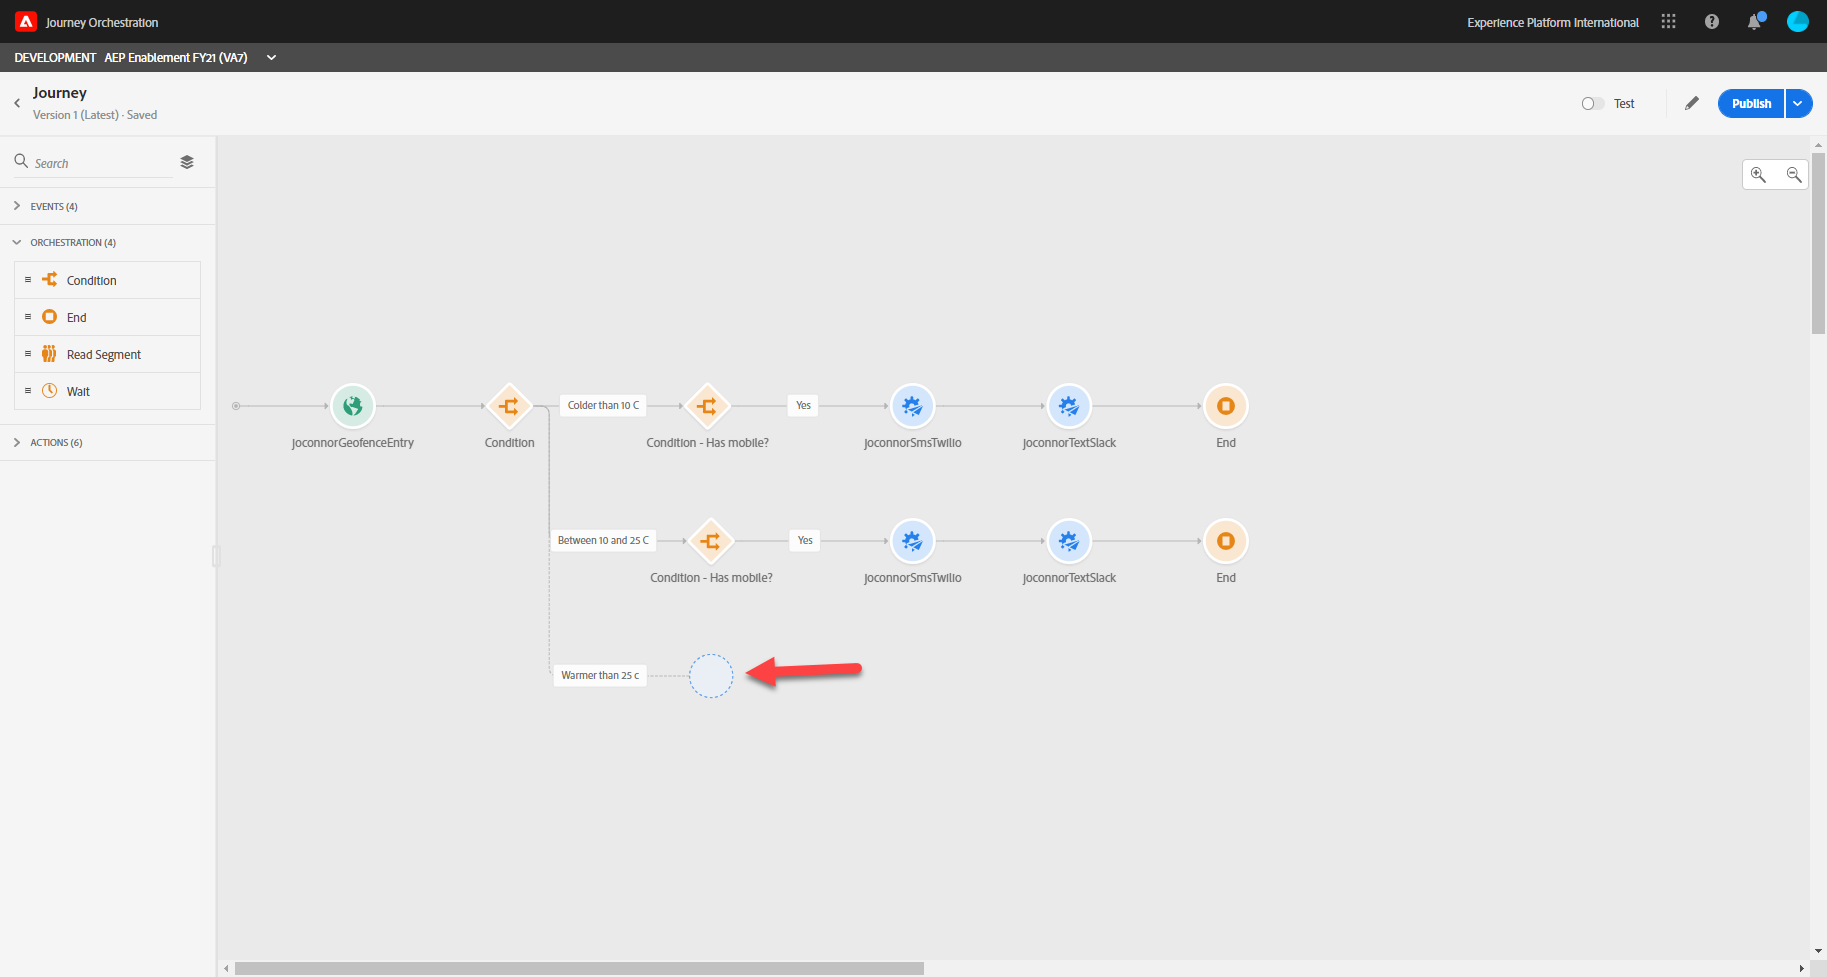 Journey Orchestration
Experience Platform International
DEVELOPMENT AEP Enablement FY21 (VA7)
Journey
Version 1 (Latest) · Saved
Test
Publish
Search
EVENTS (4)
ORCHESTRATION (4)
Condition
End
Read Segment
Wait
ACTIONS (6)
Colder than 10 C
Yes
joconnorGeofenceEntry
Condition
Condition - Has mobile?
joconnorSmsTwilio
joconnorTextSlack
End
Between 10 and 25 C
Yes
Condition - Has mobile?
joconnorSmsTwilio
joconnorTextSlack
End
Warmer than 25 c